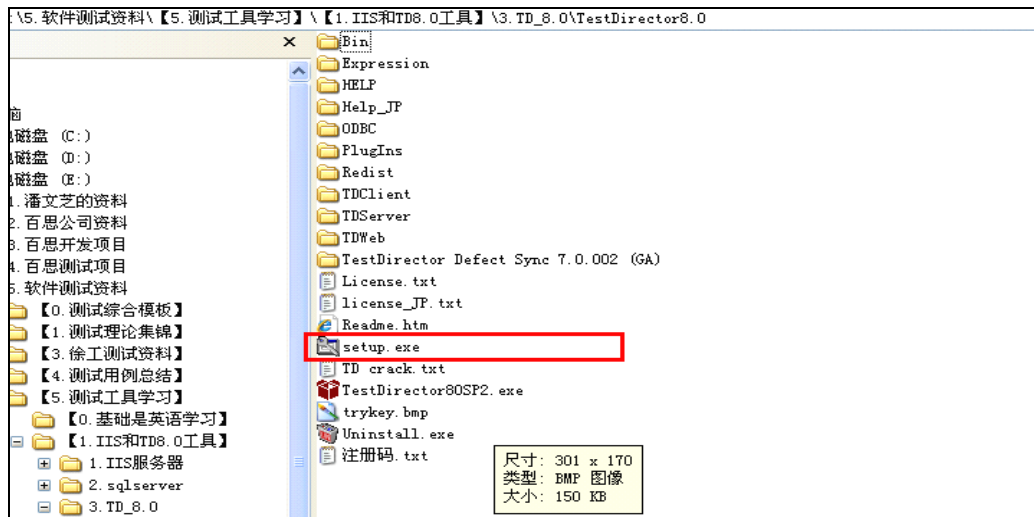 :\5.软件测试资料\【5.测试工具学习】\【1.IIS和TD8.0工具】\3.TD_8.0\TestDirector8.0
磁盘 (C:)
磁盘 (D:)
磁盘 (E:)
1.潘文芝的资料
2.百思公司资料
3.百思开发项目
4.百思测试项目
5.软件测试资料
【0.测试综合模板】
【1.测试理论集锦】
【3.徐工测试资料】
【4.测试用例总结】
【5.测试工具学习】
【0.基础是英语学习】
【1.IIS和TD8.0工具】
1.IIS服务器
2.sqlserver
3.TD_8.0
Bin
Expression
HELP
Help_JP
ODBC
PlugIns
Redist
TDClient
TDServer
TDWeb
TestDirector Defect Sync 7.0.002 (GA)
License.txt
license_JP.txt
Readme.htm
setup.exe
TD crack.txt
TestDirector80SP2.exe
trykey.bmp
Uninstall.exe
注册码.txt
尺寸: 301 x 170
类型: BMP 图像
大小: 150 KB